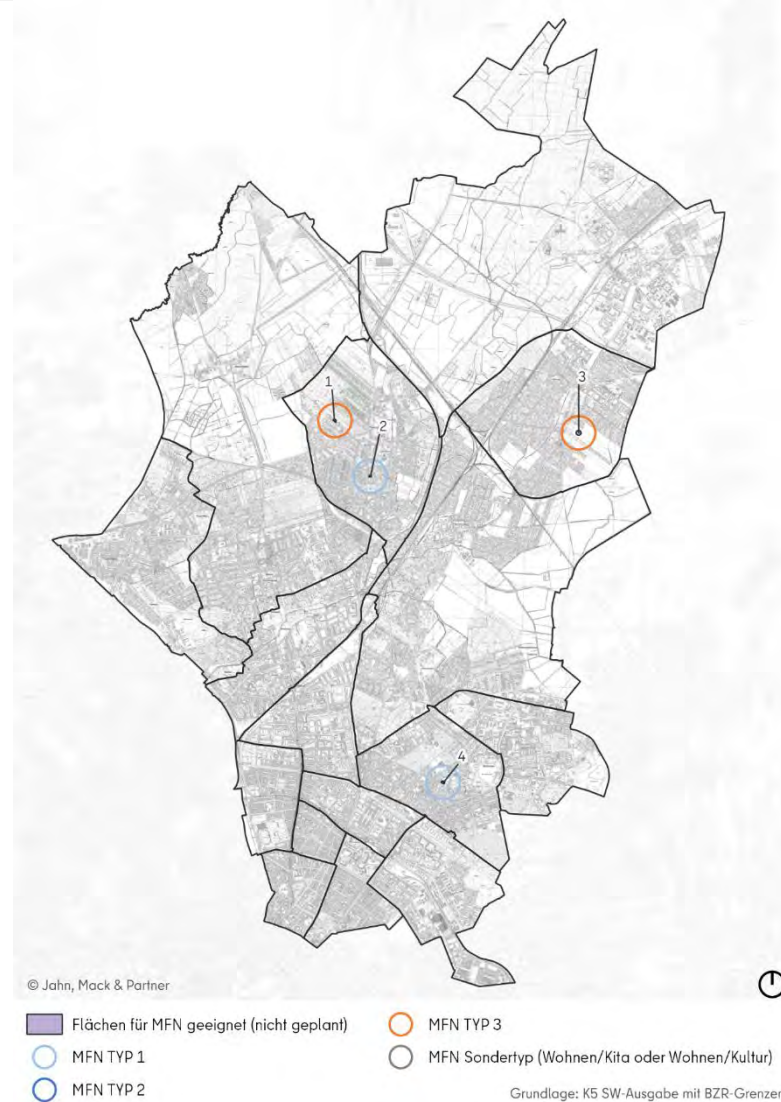 1
2
3
4
© Jahn, Mack & Partner
Flächen für MFN geeignet (nicht geplant)
MFN TYP 1
MFN TYP 2
MFN TYP 3
MFN Sondertyp (Wohnen/Kita oder Wohnen/Kultur)
Grundlage: K5 SW-Ausgabe mit BZR-Grenzen